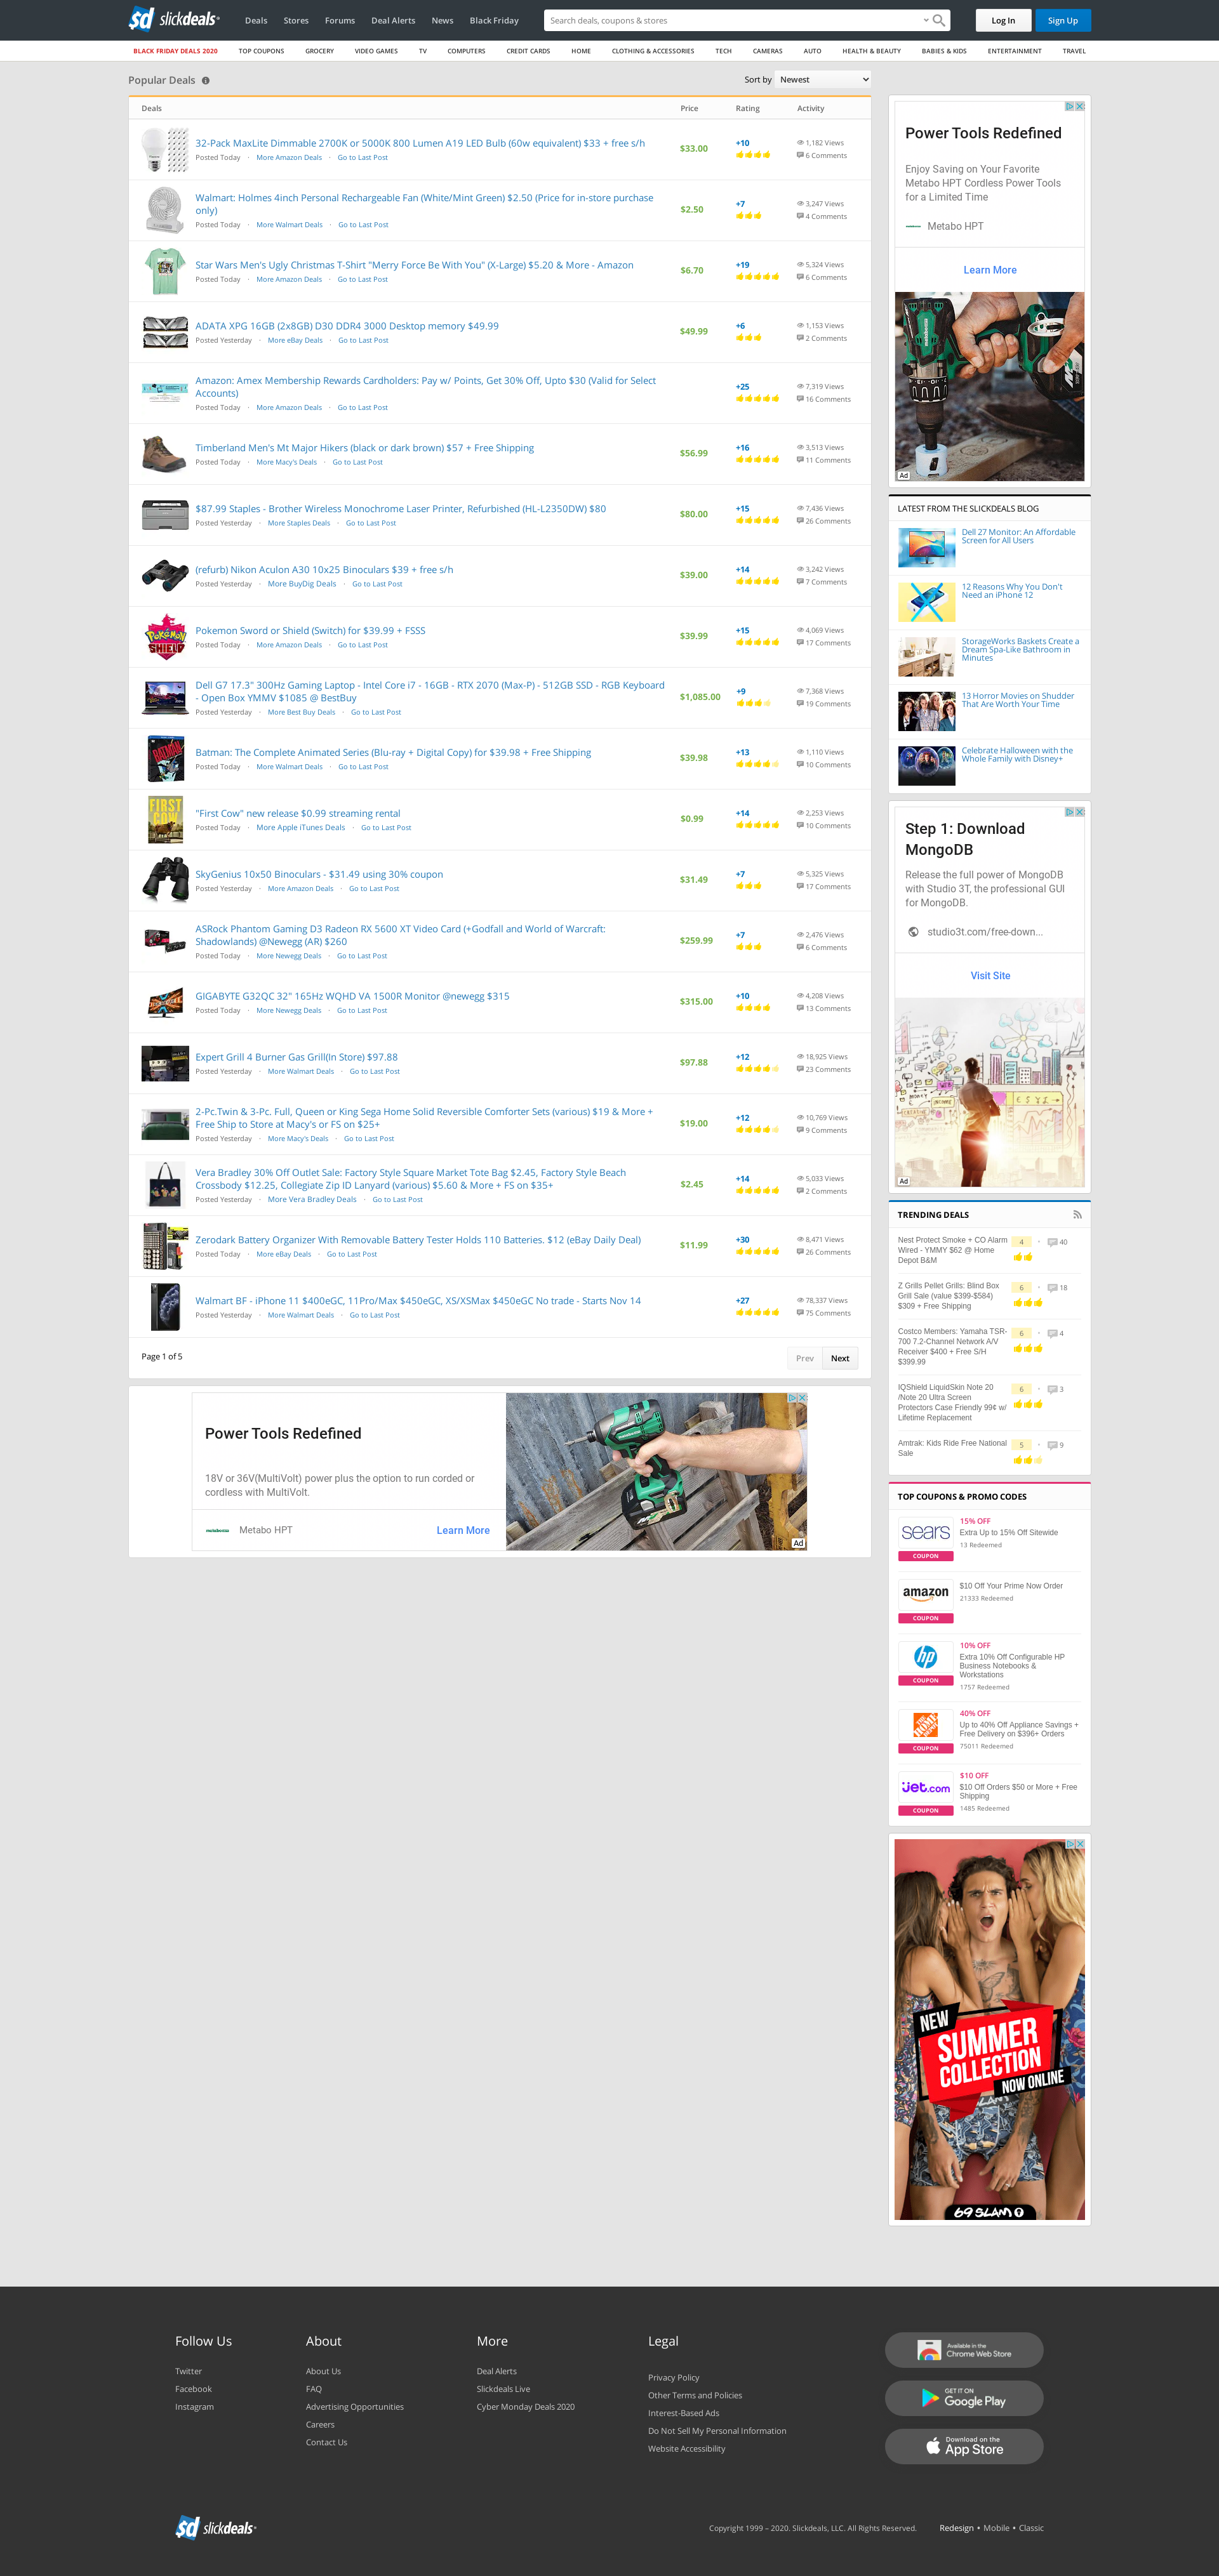 slickdeals
Deals Stores Forums Deal Alerts News Black Friday
Search deals, coupons & stores
Log In
Sign Up
BLACK FRIDAY DEALS 2020 TOP COUPONS GROCERY VIDEO GAMES TV COMPUTERS CREDIT CARDS HOME CLOTHING & ACCESSORIES TECH CAMERAS AUTO HEALTH & BEAUTY BABIES & KIDS ENTERTAINMENT TRAVEL
Popular Deals
Sort by Newest
Deals Price Rating Activity
32-Pack MaxLite Dimmable 2700K or 5000K 800 Lumen A19 LED Bulb (60w equivalent) $33 + free s/h
Posted Today · More Amazon Deals · Go to Last Post
$33.00
+10
1,182 Views
6 Comments
Walmart: Holmes 4inch Personal Rechargeable Fan (White/Mint Green) $2.50 (Price for in-store purchase
only)
Posted Today · More Walmart Deals · Go to Last Post
$2.50
+7
3,247 Views
4 Comments
Star Wars Men's Ugly Christmas T-Shirt "Merry Force Be With You" (X-Large) $5.20 & More - Amazon
Posted Today · More Amazon Deals · Go to Last Post
$6.70
+19
5,324 Views
6 Comments
ADATA XPG 16GB (2x8GB) D30 DDR4 3000 Desktop memory $49.99
Posted Yesterday · More eBay Deals · Go to Last Post
$49.99
+6
1,153 Views
2 Comments
Amazon: Amex Membership Rewards Cardholders: Pay w/ Points, Get 30% Off, Upto $30 (Valid for Select
Accounts)
Posted Today · More Amazon Deals · Go to Last Post
+25
7,319 Views
16 Comments
Timberland Men's Mt Major Hikers (black or dark brown) $57 + Free Shipping
Posted Today · More Macy's Deals · Go to Last Post
$56.99
+16
3,513 Views
11 Comments
$87.99 Staples - Brother Wireless Monochrome Laser Printer, Refurbished (HL-L2350DW) $80
Posted Yesterday · More Staples Deals · Go to Last Post
$80.00
+15
7,436 Views
26 Comments
(refurb) Nikon Aculon A30 10x25 Binoculars $39 + free s/h
Posted Yesterday · More BuyDig Deals · Go to Last Post
$39.00
+14
3,242 Views
7 Comments
POKÉMON SHIELD
Pokemon Sword or Shield (Switch) for $39.99 + FSSS
Posted Today · More Amazon Deals · Go to Last Post
$39.99
+15
4,069 Views
17 Comments
Dell G7 17.3" 300Hz Gaming Laptop - Intel Core i7 - 16GB - RTX 2070 (Max-P) - 512GB SSD - RGB Keyboard
- Open Box YMMV $1085 @ BestBuy
Posted Yesterday · More Best Buy Deals · Go to Last Post
$1,085.00
+9
7,368 Views
19 Comments
BATMAN
Batman: The Complete Animated Series (Blu-ray + Digital Copy) for $39.98 + Free Shipping
Posted Today · More Walmart Deals · Go to Last Post
$39.98
+13
1,110 Views
10 Comments
FIRST
COW
"First Cow" new release $0.99 streaming rental
Posted Today · More Apple iTunes Deals · Go to Last Post
$0.99
+14
2,253 Views
10 Comments
SkyGenius 10x50 Binoculars - $31.49 using 30% coupon
Posted Yesterday · More Amazon Deals · Go to Last Post
$31.49
+7
5,325 Views
17 Comments
ASRock Phantom Gaming D3 Radeon RX 5600 XT Video Card (+Godfall and World of Warcraft:
Shadowlands) @Newegg (AR) $260
Posted Today · More Newegg Deals · Go to Last Post
$259.99
+7
2,476 Views
6 Comments
GIGABYTE G32QC 32" 165Hz WQHD VA 1500R Monitor @newegg $315
Posted Today · More Newegg Deals · Go to Last Post
$315.00
+10
4,208 Views
13 Comments
Expert Grill 4 Burner Gas Grill(In Store) $97.88
Posted Yesterday · More Walmart Deals · Go to Last Post
$97.88
+12
18,925 Views
23 Comments
2-Pc.Twin & 3-Pc. Full, Queen or King Sega Home Solid Reversible Comforter Sets (various) $19 & More +
Free Ship to Store at Macy's or FS on $25+
Posted Yesterday · More Macy's Deals · Go to Last Post
$19.00
+12
10,769 Views
9 Comments
Vera Bradley 30% Off Outlet Sale: Factory Style Square Market Tote Bag $2.45, Factory Style Beach
Crossbody $12.25, Collegiate Zip ID Lanyard (various) $5.60 & More + FS on $35+
Posted Yesterday · More Vera Bradley Deals · Go to Last Post
$2.45
+14
5,033 Views
2 Comments
Zerodark Battery Organizer With Removable Battery Tester Holds 110 Batteries. $12 (eBay Daily Deal)
Posted Today · More eBay Deals · Go to Last Post
$11.99
+30
8,471 Views
26 Comments
Walmart BF - iPhone 11 $400eGC, 11Pro/Max $450eGC, XS/XSMax $450eGC No trade - Starts Nov 14
Posted Yesterday · More Walmart Deals · Go to Last Post
+27
78,337 Views
75 Comments
Page 1 of 5
Prev Next
Power Tools Redefined
18V or 36V(MultiVolt) power plus the option to run corded or
cordless with MultiVolt.
Metabo HPT
Learn More
Ad
Power Tools Redefined
Enjoy Saving on Your Favorite
Metabo HPT Cordless Power Tools
for a Limited Time
Metabo HPT
Learn More
Ad
LATEST FROM THE SLICKDEALS BLOG
Dell 27 Monitor: An Affordable
Screen for All Users
12 Reasons Why You Don't
Need an iPhone 12
StorageWorks Baskets Create a
Dream Spa-Like Bathroom in
Minutes
13 Horror Movies on Shudder
That Are Worth Your Time
Celebrate Halloween with the
Whole Family with Disney+
Step 1: Download
MongoDB
Release the full power of MongoDB
with Studio 3T, the professional GUI
for MongoDB.
studio3t.com/free-down...
Visit Site
Ad
TRENDING DEALS
Nest Protect Smoke + CO Alarm
Wired - YMMY $62 @ Home
Depot B&M
4 • 40
Z Grills Pellet Grills: Blind Box
Grill Sale (value $399-$584)
$309 + Free Shipping
6 • 18
Costco Members: Yamaha TSR-
700 7.2-Channel Network A/V
Receiver $400 + Free S/H
$399.99
6 • 4
IQShield LiquidSkin Note 20
/Note 20 Ultra Screen
Protectors Case Friendly 99¢ w/
Lifetime Replacement
6 • 3
Amtrak: Kids Ride Free National
Sale
5 • 9
TOP COUPONS & PROMO CODES
sears
COUPON
15% OFF
Extra Up to 15% Off Sitewide
13 Redeemed
amazon
COUPON
$10 Off Your Prime Now Order
21333 Redeemed
hp
COUPON
10% OFF
Extra 10% Off Configurable HP
Business Notebooks &
Workstations
1757 Redeemed
COUPON
40% OFF
Up to 40% Off Appliance Savings +
Free Delivery on $396+ Orders
75011 Redeemed
jet.com
COUPON
$10 OFF
$10 Off Orders $50 or More + Free
Shipping
1485 Redeemed
NEW
SUMMER
COLLECTION
NOW ONLINE
69SLAM
Follow Us
Twitter
Facebook
Instagram
About
About Us
FAQ
Advertising Opportunities
Careers
Contact Us
More
Deal Alerts
Slickdeals Live
Cyber Monday Deals 2020
Legal
Privacy Policy
Other Terms and Policies
Interest-Based Ads
Do Not Sell My Personal Information
Website Accessibility
Available in the
Chrome Web Store
GET IT ON
Google Play
Download on the
App Store
slickdeals
Copyright 1999 – 2020. Slickdeals, LLC. All Rights Reserved.
Redesign • Mobile • Classic